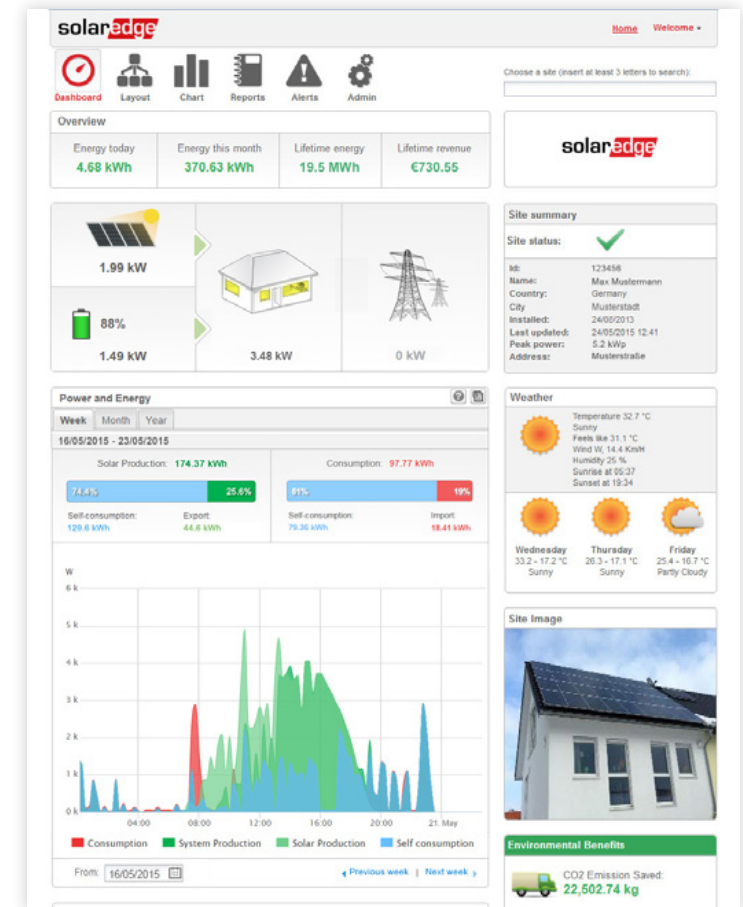 solaredge
Home Welcome
Dashboard Layout Chart Reports Alerts Admin
Choose a site (insert at least 3 letters to search):
Overview
Energy today Energy this month Lifetime energy Lifetime revenue
4.68 kWh 370.63 kWh 19.5 MWh €730.55
solaredge
1.99 kW
88%
1.49 kW 3.48 kW 0 kW
Site summary
Site status:
Id: 123456
Name: Max Mustermann
Country: Germany
City Musterstadt
Installed: 24/08/2013
Last updated: 24/05/2015 12:41
Peak power: 5.2 kWp
Address: Musterstraße
Power and Energy
Week Month Year
16/05/2015 - 23/05/2015
Solar Production: 174.37 kWh Consumption: 97.77 kWh
74.4% 25.6% 81% 19%
Self-consumption: Export: Self-consumption: Import:
129.8 kWh 44.6 kWh 79.36 kWh 18.41 kWh
W
6 k
5 k
4 k
3 k
2 k
1 k
0 k
04:00 08:00 12:00 16:00 20:00 21. May
Consumption System Production Solar Production Self consumption
From: 16/05/2015 Previous week | Next week
Weather
Temperature 32.7 °C
Sunny
Feels like 31.1 °C
Wind W, 14.4 Km/H
Humidity 25 %
Sunrise at 05:37
Sunset at 19:34
Wednesday Thursday Friday
33.2 - 17.2 °C 26.3 - 17.1 °C 25.4 - 16.7 °C
Sunny Sunny Partly Cloudy
Site Image
Environmental Benefits
CO2 Emission Saved:
22,502.74 kg